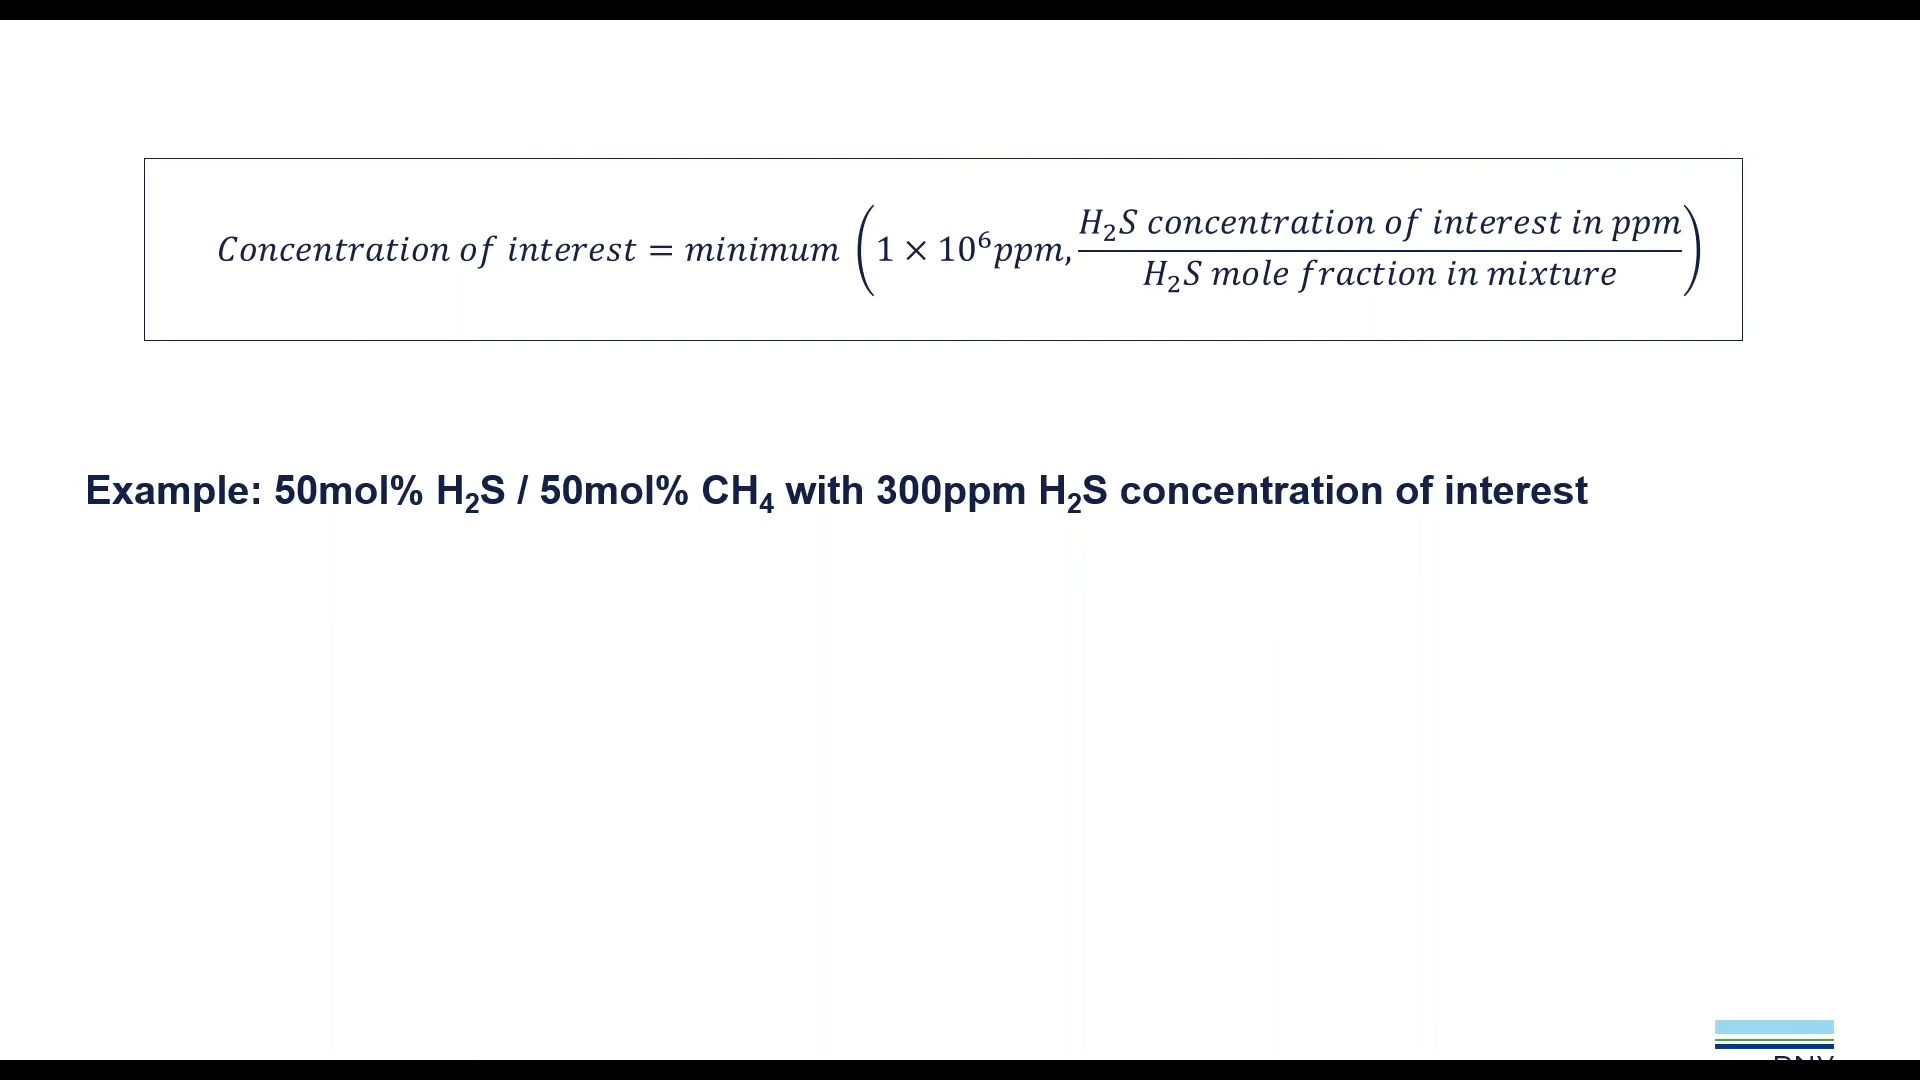 Concentration of interest = minimum (1 × 10⁶ppm, H₂S concentration of interest in ppm / H₂S mole fraction in mixture)
Example: 50mol% H₂S / 50mol% CH₄ with 300ppm H₂S concentration of interest
DNV